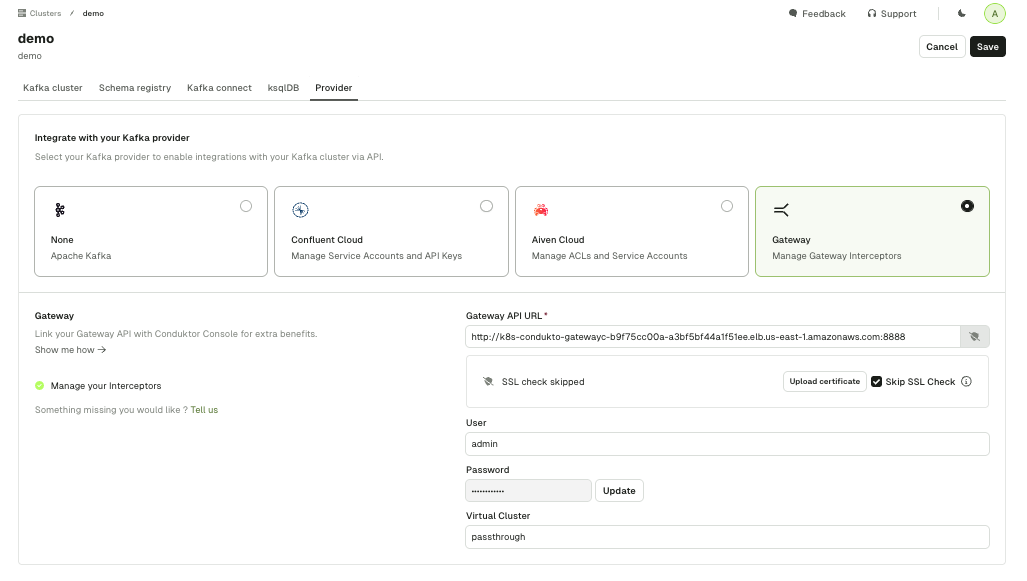 Clusters / demo
Feedback
Support
A
demo
demo
Cancel
Save
Kafka cluster
Schema registry
Kafka connect
ksqlDB
Provider
Integrate with your Kafka provider
Select your Kafka provider to enable integrations with your Kafka cluster via API.
None
Apache Kafka
Confluent Cloud
Manage Service Accounts and API Keys
Aiven Cloud
Manage ACLs and Service Accounts
Gateway
Manage Gateway Interceptors
Gateway
Link your Gateway API with Conduktor Console for extra benefits.
Show me how →
Manage your Interceptors
Something missing you would like ? Tell us
Gateway API URL*
http://k8s-condukto-gatewayc-b9f75cc00a-a3bf5bf44a1f51ee.elb.us-east-1.amazonaws.com:8888
SSL check skipped
Upload certificate
Skip SSL Check
User
admin
Password
••••••••••••
Update
Virtual Cluster
passthrough